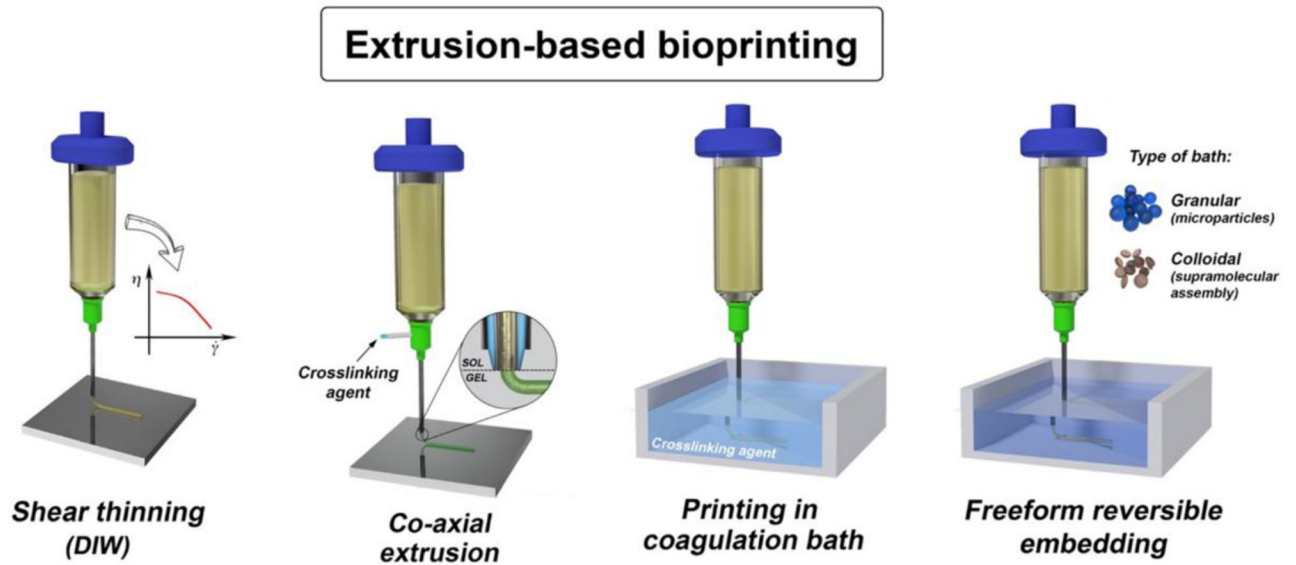 Extrusion-based bioprinting
η
γ̇
Shear thinning
(DIW)
Crosslinking
agent
SOL
GEL
Co-axial
extrusion
Crosslinking agent
Printing in
coagulation bath
Type of bath:
Granular
(microparticles)
Colloidal
(supramolecular
assembly)
Freeform reversible
embedding